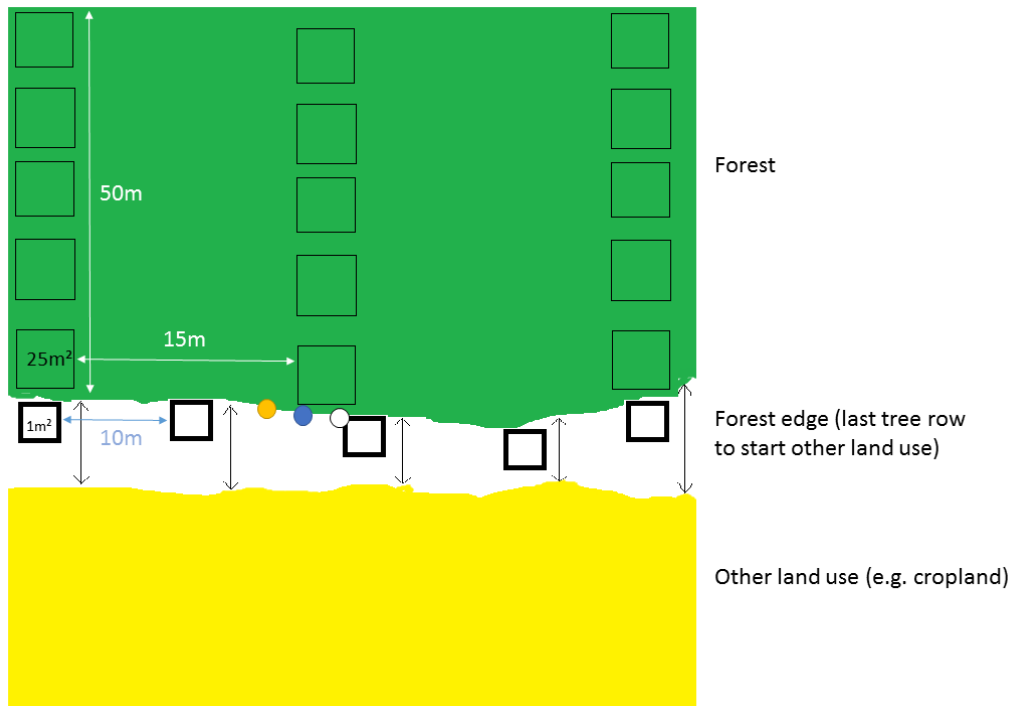 Forest
50m
15m
25m²
1m²
10m
Forest edge (last tree row
to start other land use)
Other land use (e.g. cropland)